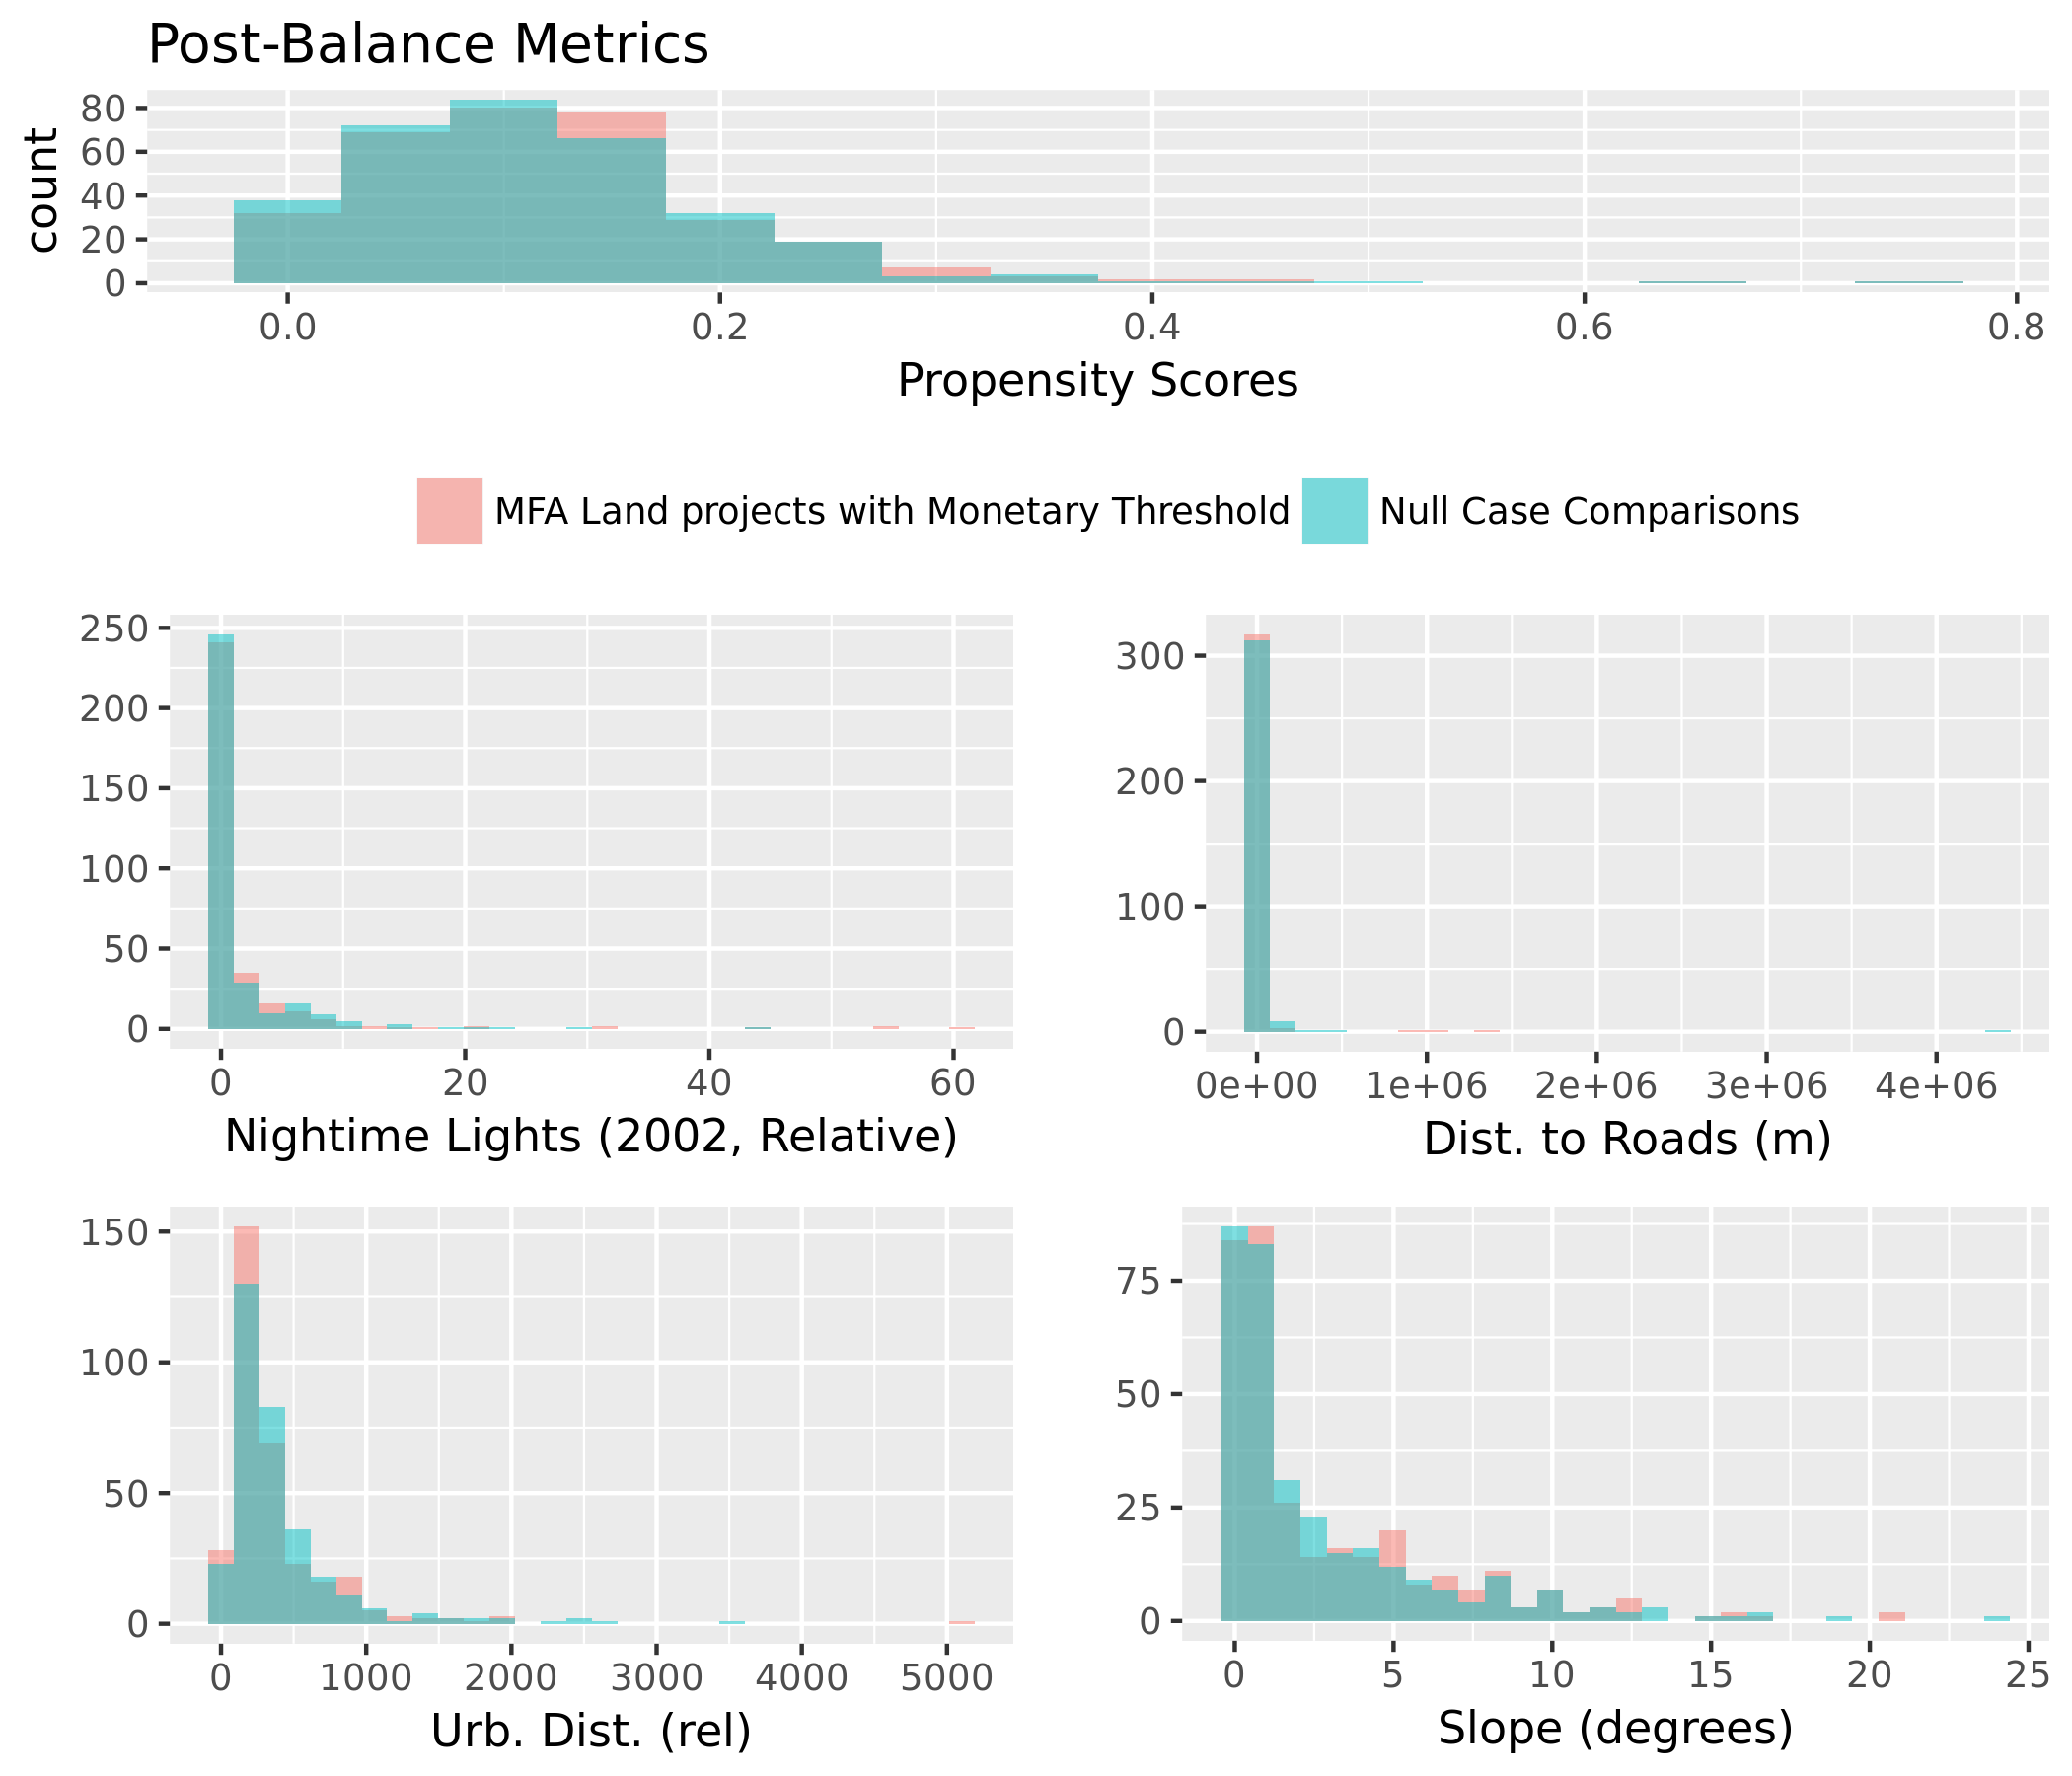 Post-Balance Metrics
count
80
60
40
20
0
0.0 0.2 0.4 0.6 0.8
Propensity Scores
MFA Land projects with Monetary Threshold Null Case Comparisons
250
200
150
100
50
0
0 20 40 60
Nightime Lights (2002, Relative)
300
200
100
0
0e+00 1e+06 2e+06 3e+06 4e+06
Dist. to Roads (m)
150
100
50
0
0 1000 2000 3000 4000 5000
Urb. Dist. (rel)
75
50
25
0
0 5 10 15 20 25
Slope (degrees)